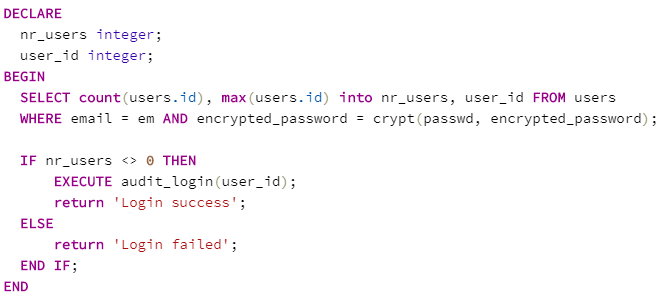 DECLARE
nr_users integer;
user_id integer;
BEGIN
SELECT count(users.id), max(users.id) into nr_users, user_id FROM users
WHERE email = em AND encrypted_password = crypt(passwd, encrypted_password);
IF nr_users <> 0 THEN
EXECUTE audit_login(user_id);
return 'Login success';
ELSE
return 'Login failed';
END IF;
END